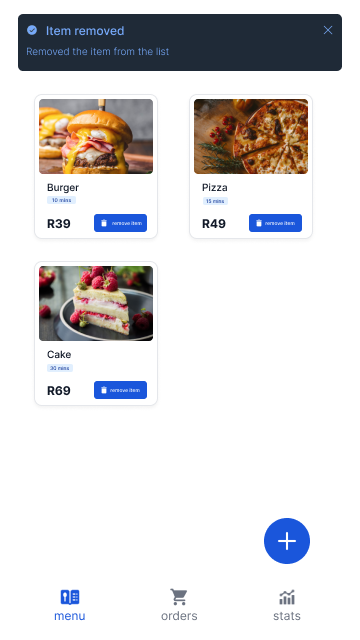 Item removed
Removed the item from the list
Burger
10 mins
R39
remove item
Pizza
15 mins
R49
remove item
Cake
30 mins
R69
remove item
menu
orders
stats